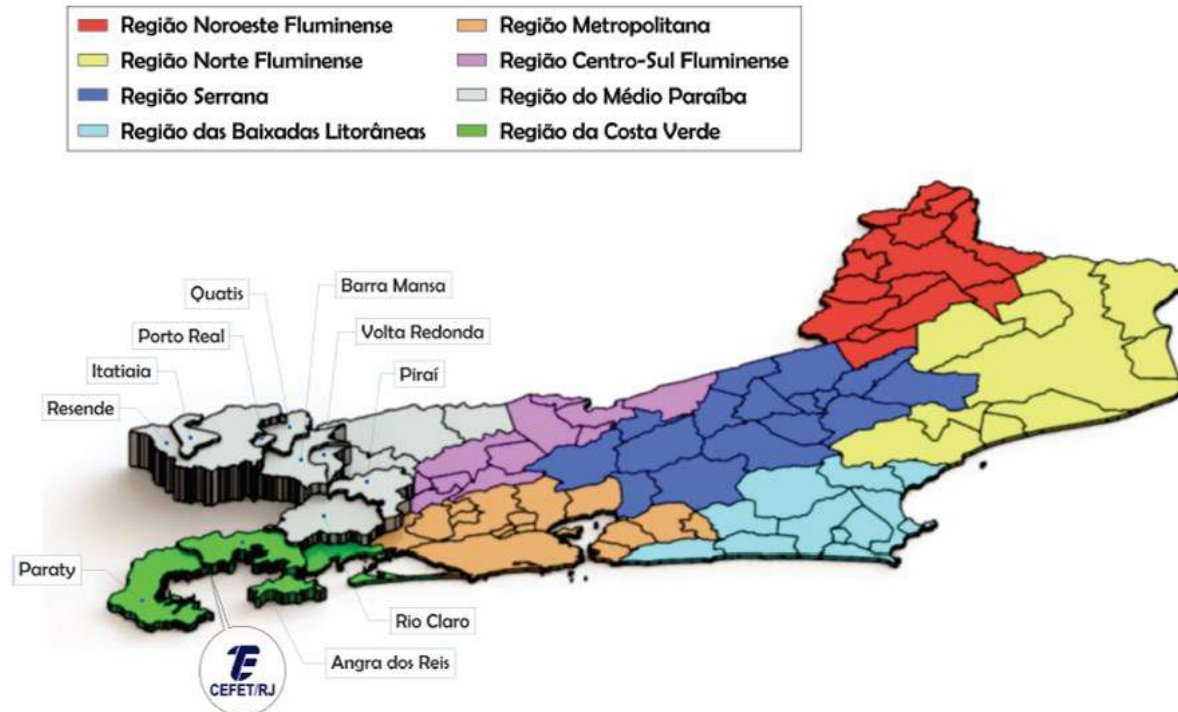 Região Noroeste Fluminense
Região Norte Fluminense
Região Serrana
Região das Baixadas Litorâneas
Região Metropolitana
Região Centro-Sul Fluminense
Região do Médio Paraíba
Região da Costa Verde
Quatis
Barra Mansa
Porto Real
Volta Redonda
Itatiaia
Piraí
Resende
Paraty
Rio Claro
Angra dos Reis
CEFET/RJ